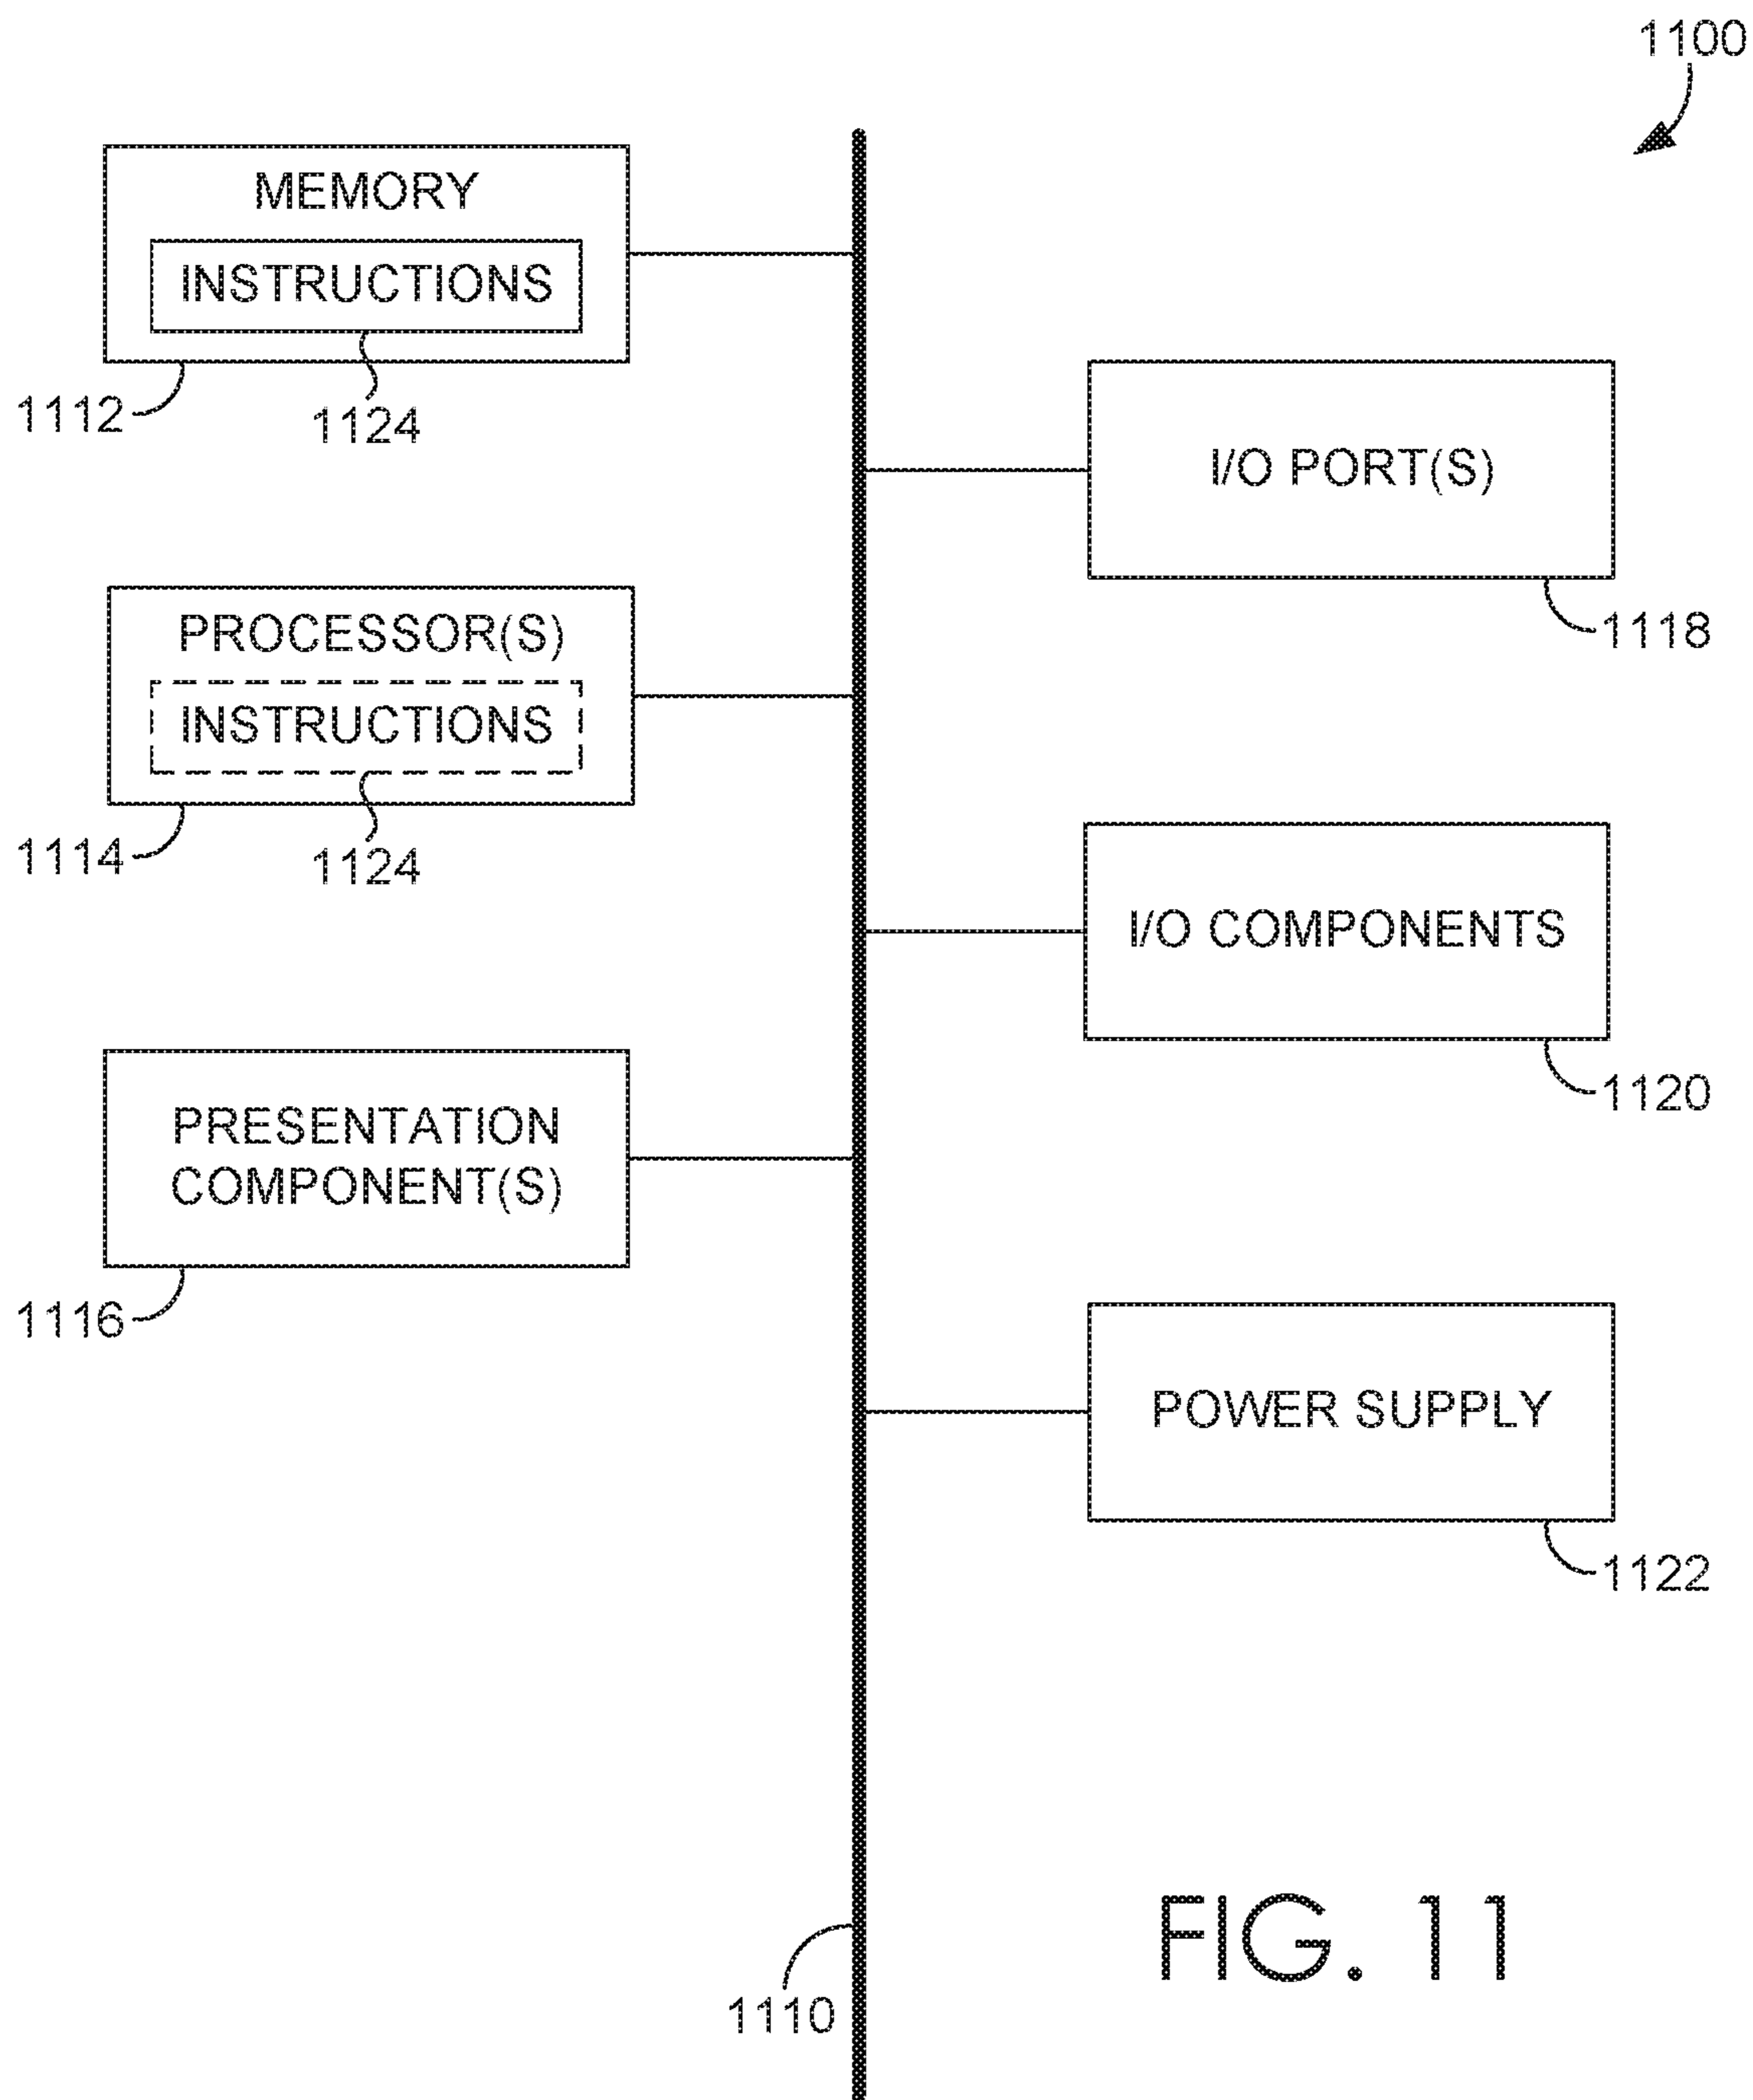 1100
MEMORY
INSTRUCTIONS
1112
1124
I/O PORT(S)
1118
PROCESSOR(S)
INSTRUCTIONS
1114
1124
I/O COMPONENTS
1120
PRESENTATION
COMPONENT(S)
1116
POWER SUPPLY
1122
FIG. 11
1110